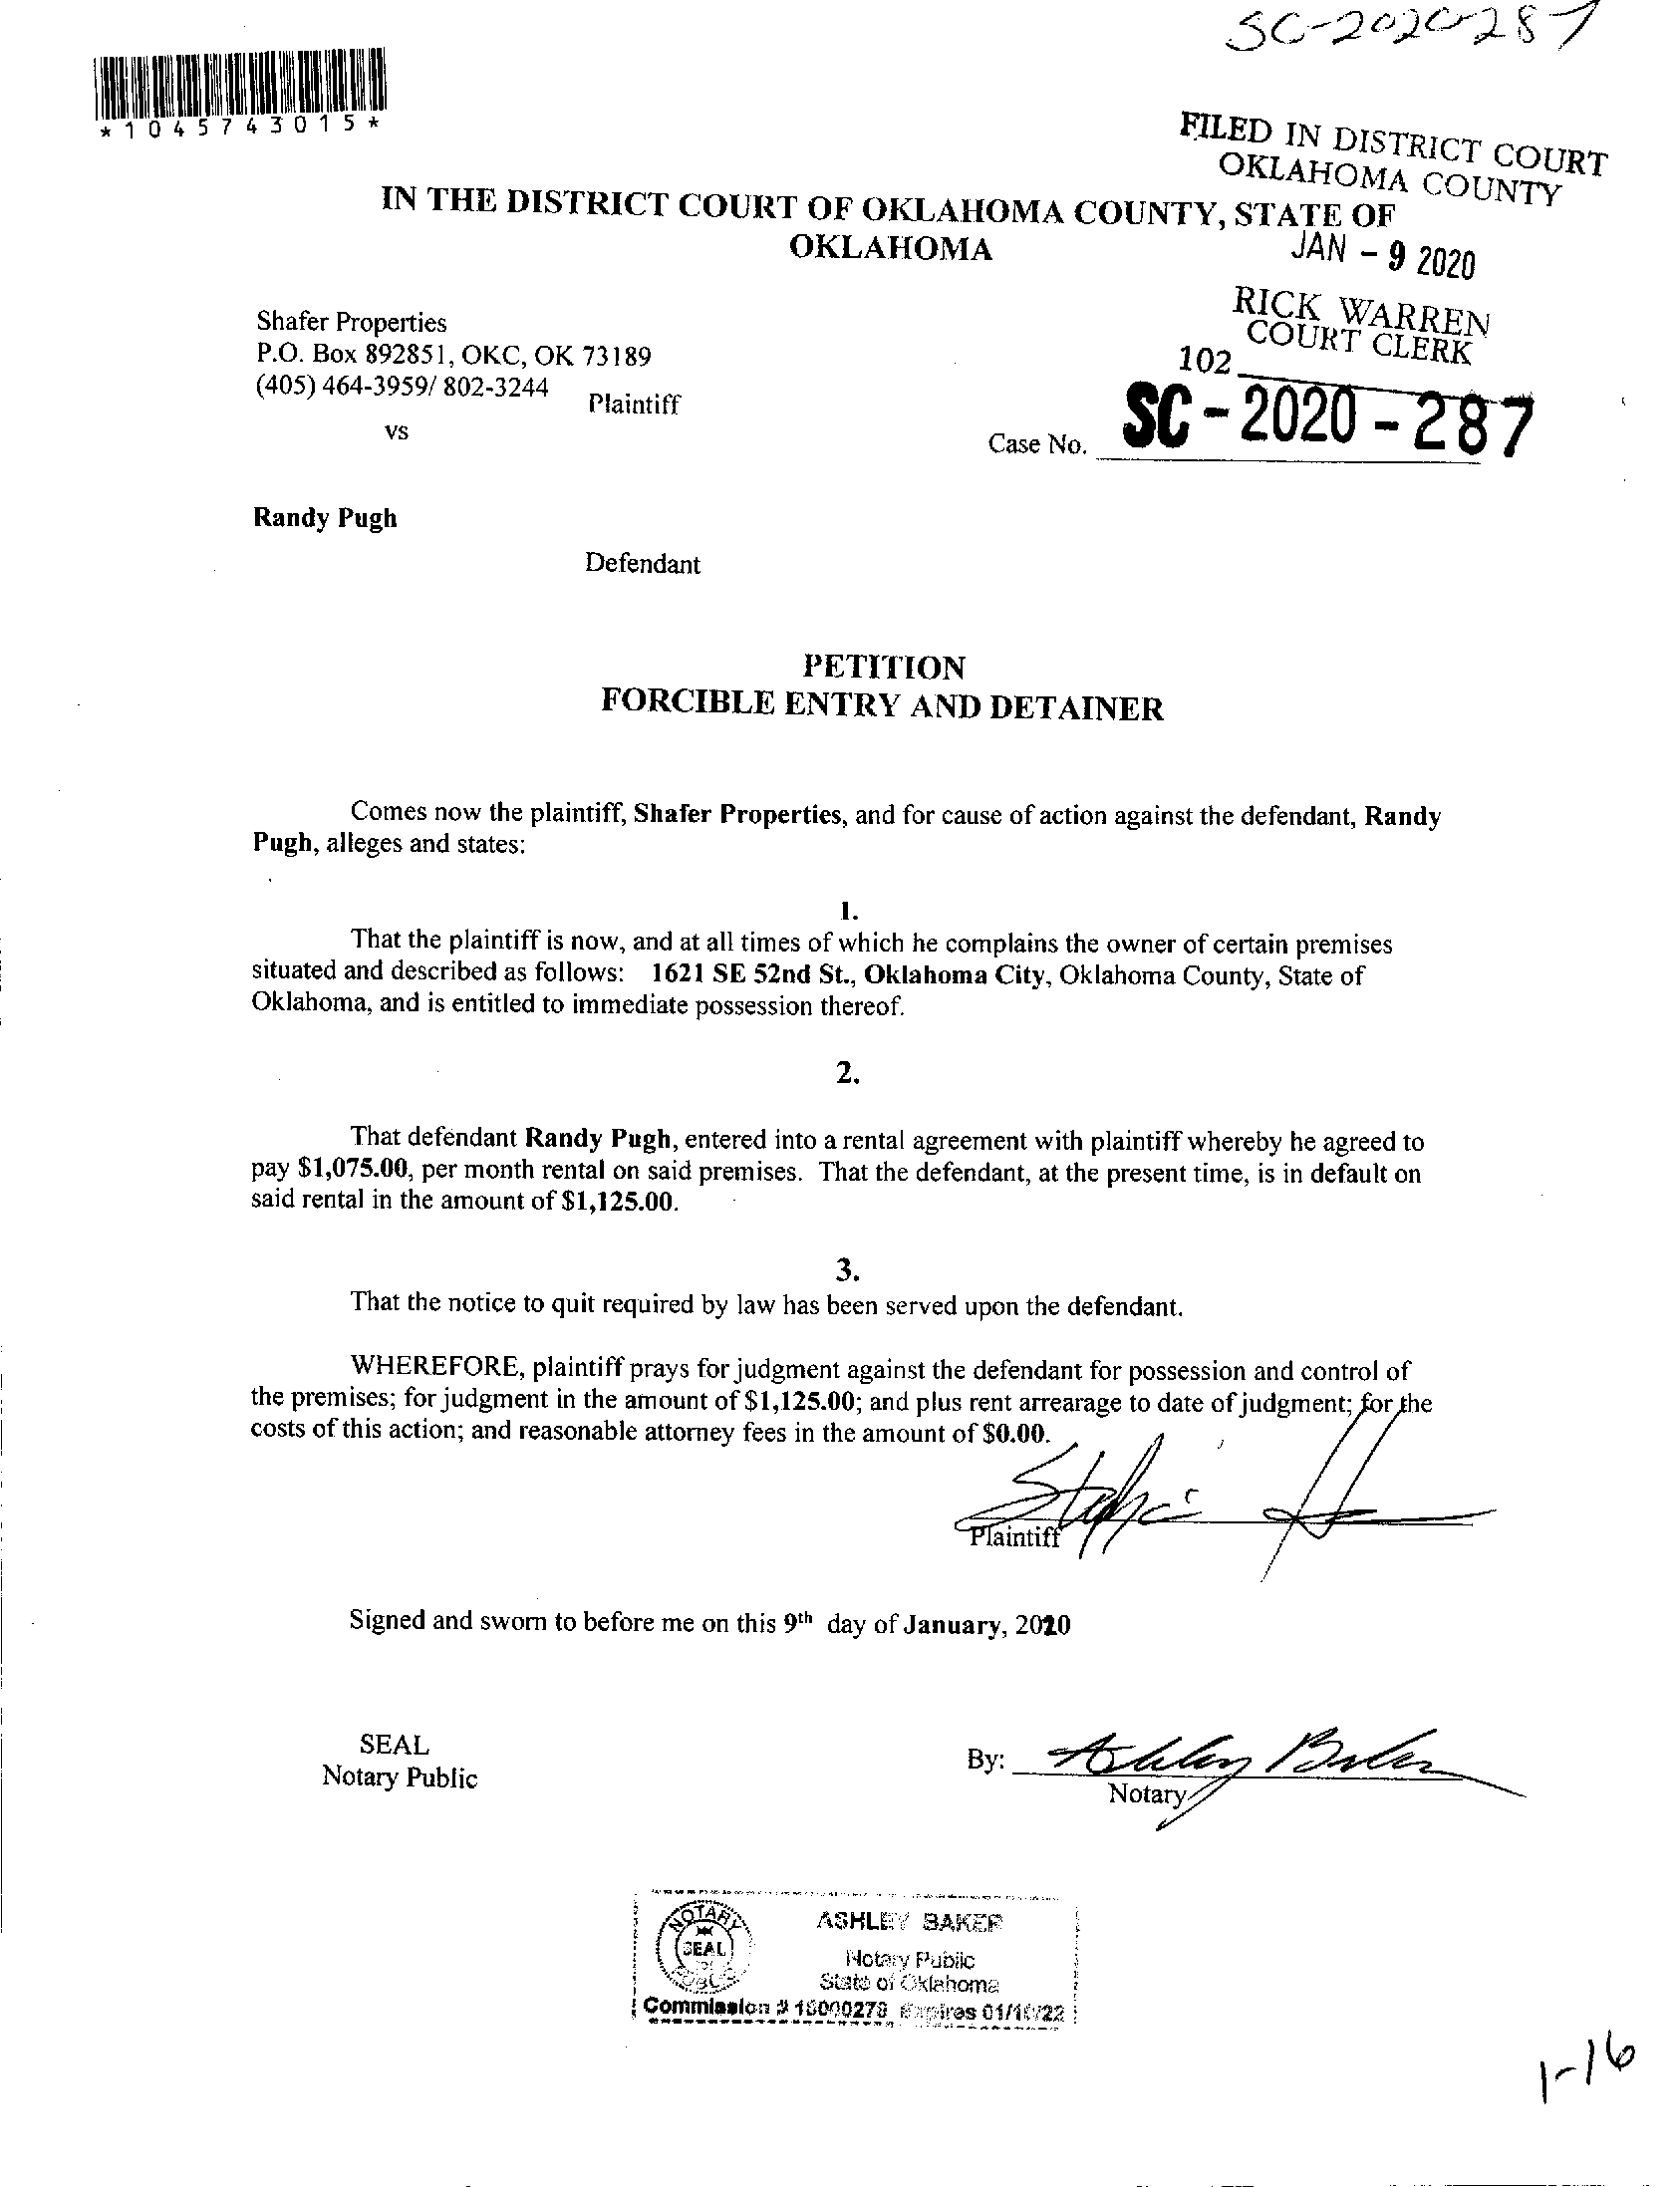 SC-2020-287
*1045743015*
FILED IN DISTRICT COURT
OKLAHOMA COUNTY
IN THE DISTRICT COURT OF OKLAHOMA COUNTY, STATE OF
OKLAHOMA
JAN - 9 2020
RICK WARREN
COURT CLERK
102
Shafer Properties
P.O. Box 892851, OKC, OK 73189
(405) 464-3959/ 802-3244
Plaintiff
vs
Case No. SC - 2020 - 287
Randy Pugh
Defendant
PETITION
FORCIBLE ENTRY AND DETAINER
Comes now the plaintiff, Shafer Properties, and for cause of action against the defendant, Randy
Pugh, alleges and states:
1.
That the plaintiff is now, and at all times of which he complains the owner of certain premises
situated and described as follows: 1621 SE 52nd St., Oklahoma City, Oklahoma County, State of
Oklahoma, and is entitled to immediate possession thereof.
2.
That defendant Randy Pugh, entered into a rental agreement with plaintiff whereby he agreed to
pay $1,075.00, per month rental on said premises. That the defendant, at the present time, is in default on
said rental in the amount of $1,125.00.
3.
That the notice to quit required by law has been served upon the defendant.
WHEREFORE, plaintiff prays for judgment against the defendant for possession and control of
the premises; for judgment in the amount of $1,125.00; and plus rent arrearage to date of judgment; for the
costs of this action; and reasonable attorney fees in the amount of $0.00.
Plaintiff
Signed and sworn to before me on this 9th day of January, 2020
SEAL
Notary Public
By: Ashley Baker
Notary
NOTARY
SEAL
ASHLEY BAKER
Notary Public
State of Oklahoma
Commission # 18000278 Expires 01/10/22
1-16